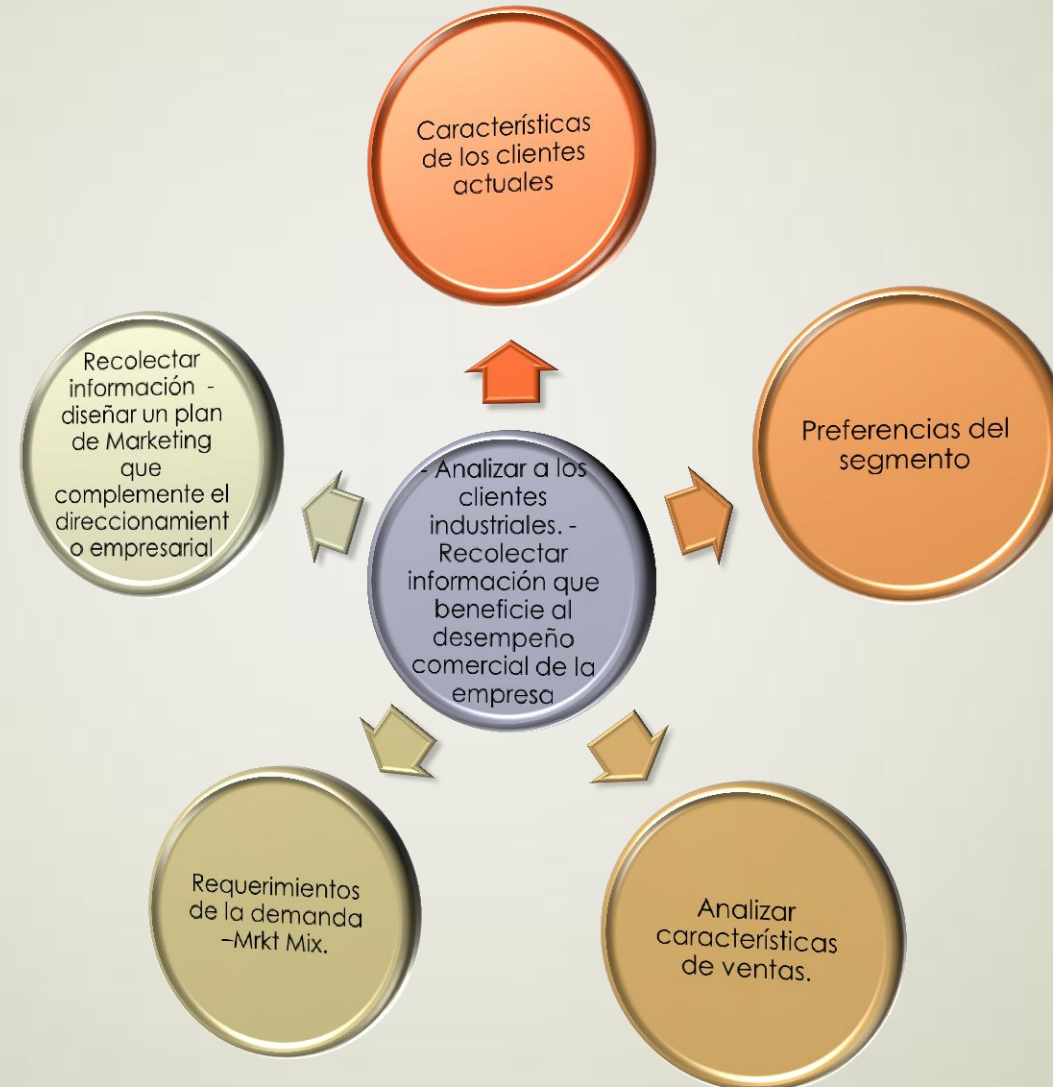 Características
de los clientes
actuales
Preferencias del
segmento
Analizar
características
de ventas.
Requerimientos
de la demanda
–Mrkt Mix.
Recolectar
información -
diseñar un plan
de Marketing
que
complemente el
direccionamient
o empresarial
- Analizar a los
clientes
industriales. -
Recolectar
información que
beneficie al
desempeño
comercial de la
empresa